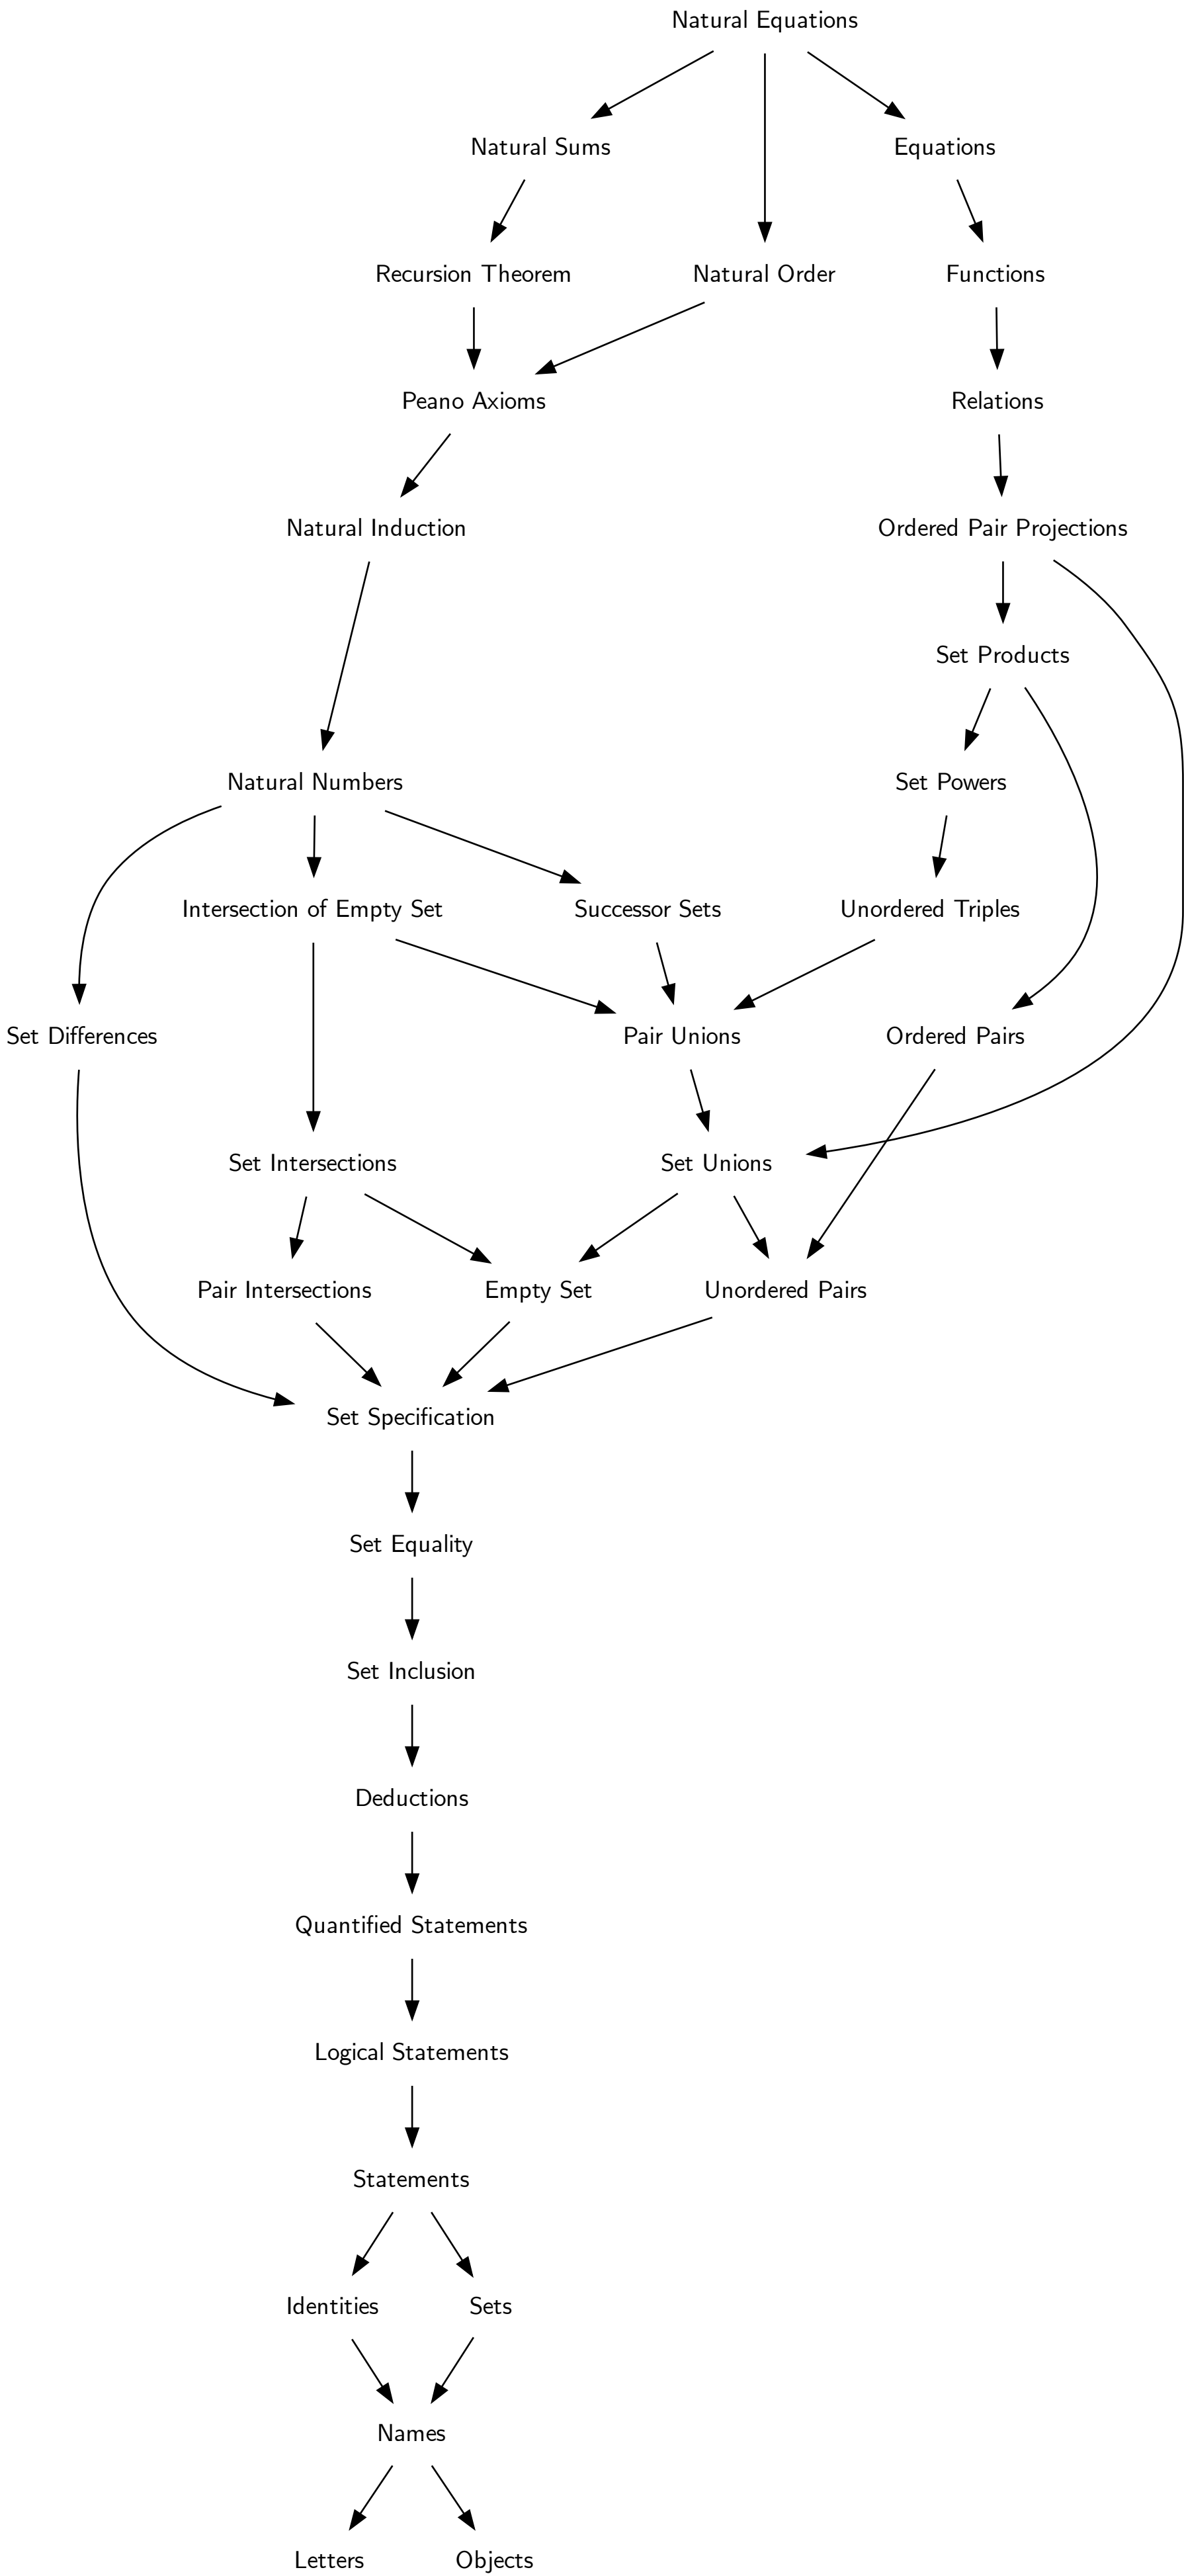 Natural Equations
Natural Sums
Equations
Recursion Theorem
Natural Order
Functions
Peano Axioms
Relations
Natural Induction
Ordered Pair Projections
Set Products
Natural Numbers
Set Powers
Intersection of Empty Set
Successor Sets
Unordered Triples
Set Differences
Pair Unions
Ordered Pairs
Set Intersections
Set Unions
Pair Intersections
Empty Set
Unordered Pairs
Set Specification
Set Equality
Set Inclusion
Deductions
Quantified Statements
Logical Statements
Statements
Identities
Sets
Names
Letters
Objects